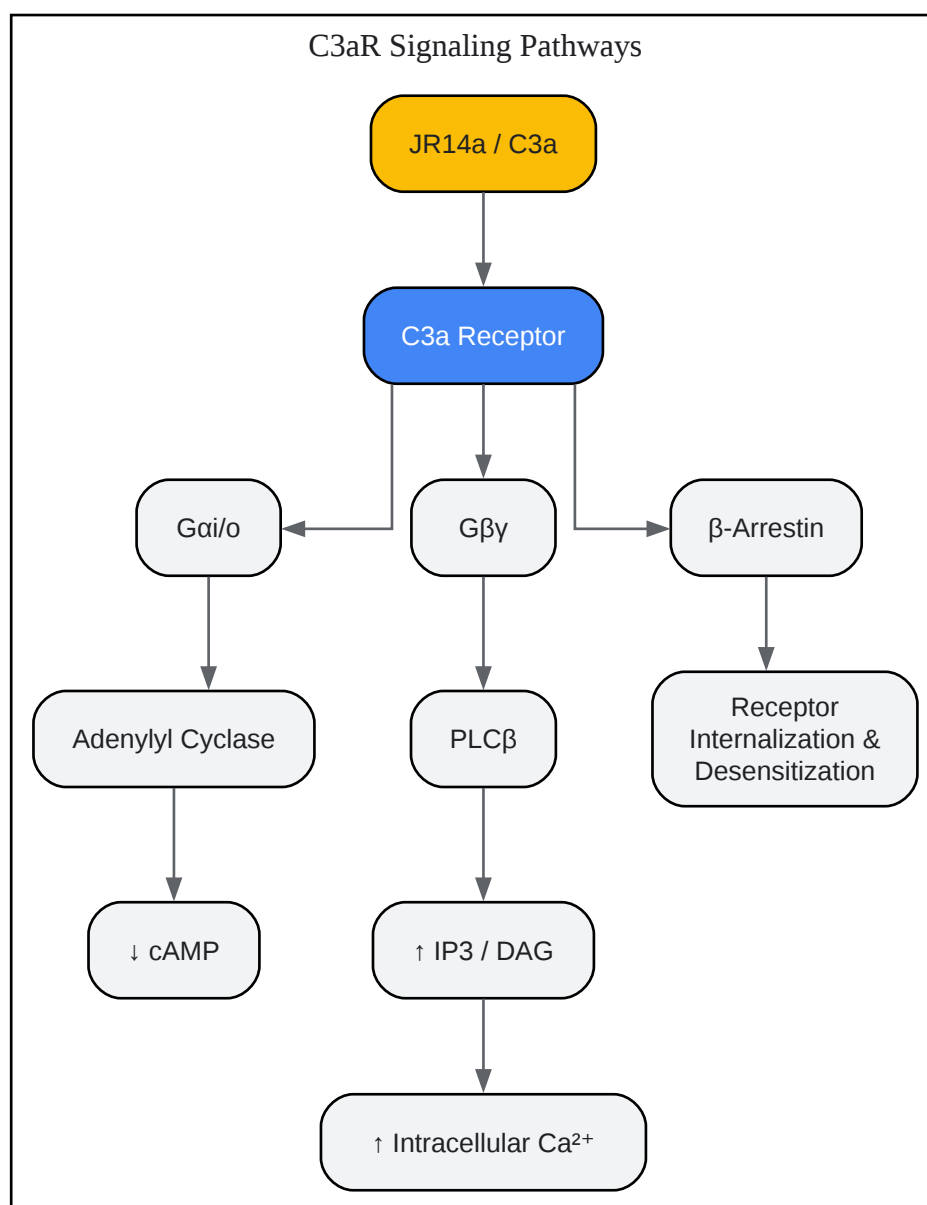 C3aR Signaling Pathways
JR14a / C3a
C3a Receptor
Gαi/o
Gβγ
β-Arrestin
Adenylyl Cyclase
PLCβ
Receptor
Internalization &
Desensitization
↓ cAMP
↑ IP3 / DAG
↑ Intracellular Ca²⁺